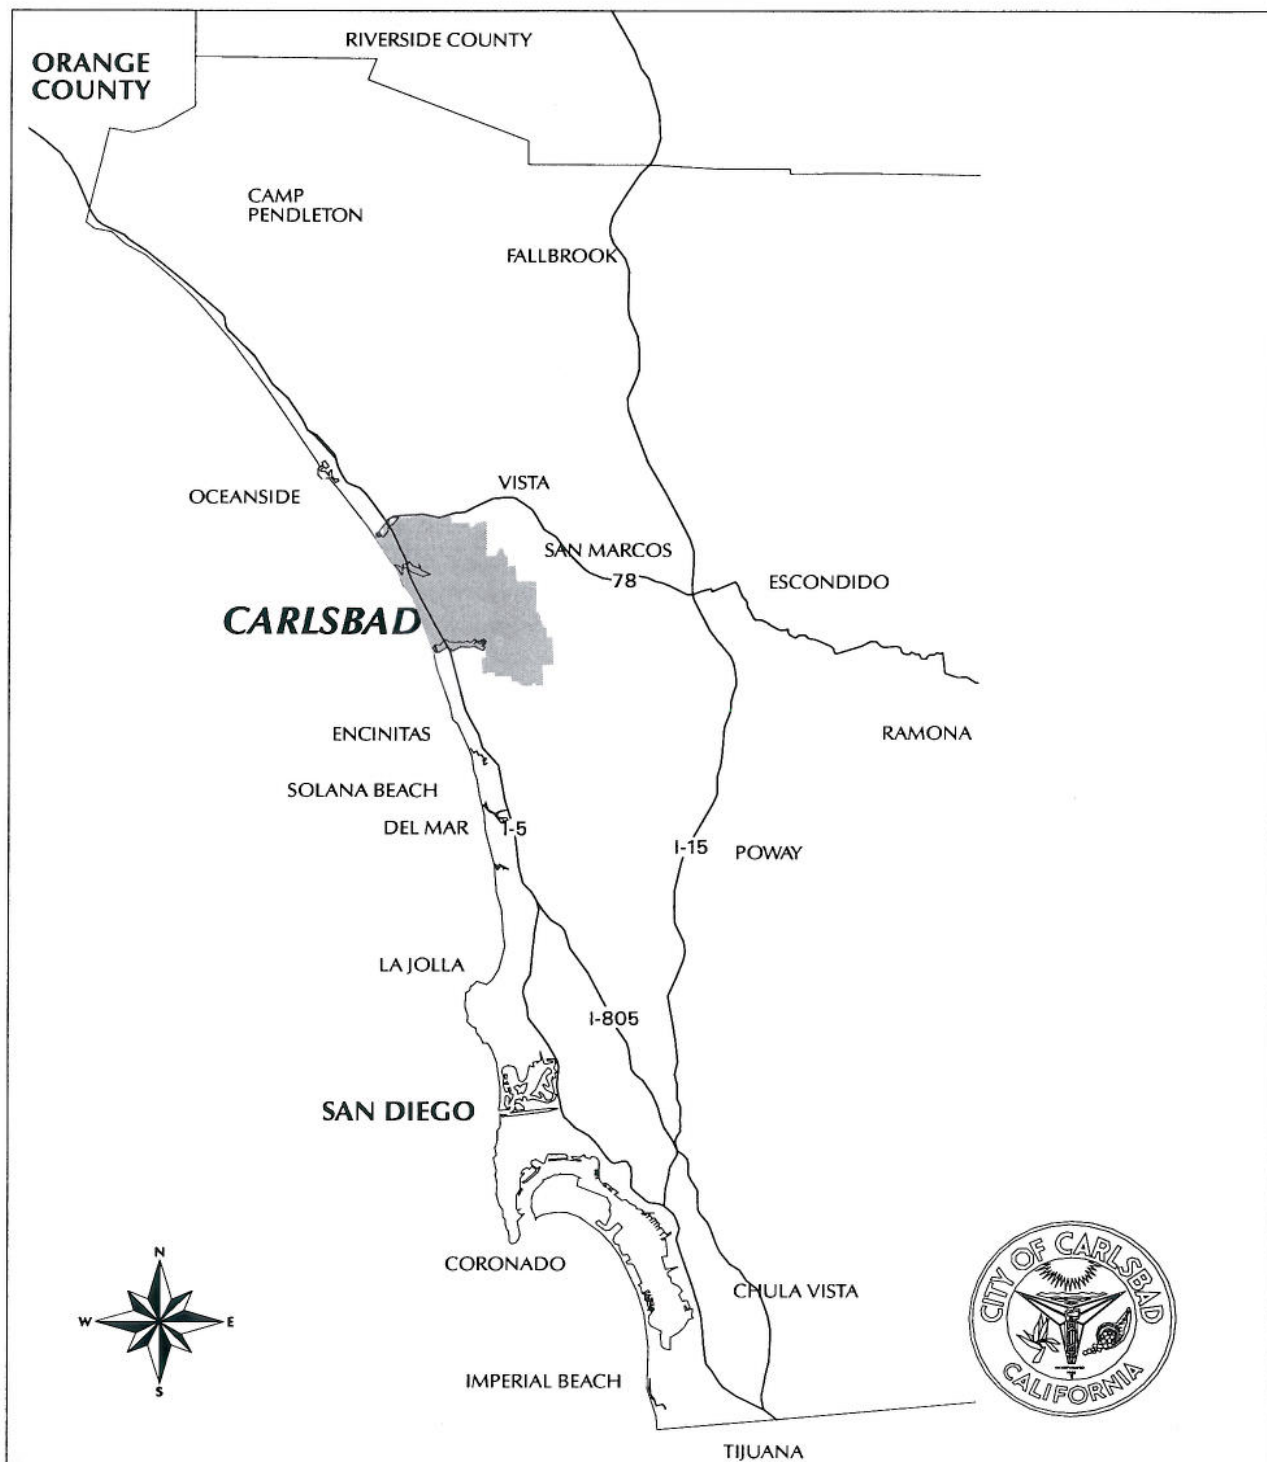 RIVERSIDE COUNTY
ORANGE
COUNTY
CAMP
PENDLETON
FALLBROOK
VISTA
OCEANSIDE
SAN MARCOS
78
ESCONDIDO
CARLSBAD
ENCINITAS
RAMONA
SOLANA BEACH
DEL MAR
I-5
I-15
POWAY
LA JOLLA
I-805
SAN DIEGO
CORONADO
CHULA VISTA
IMPERIAL BEACH
TIJUANA
N
W
E
S
CITY OF CARLSBAD
CALIFORNIA